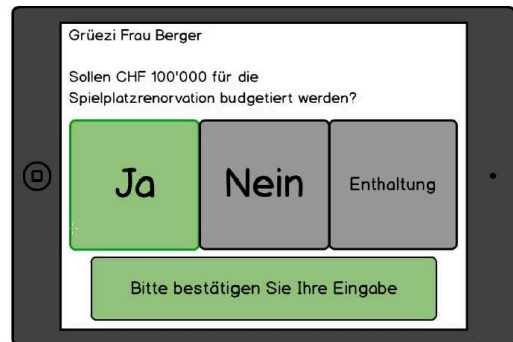 Grüezi Frau Berger
Sollen CHF 100'000 für die
Spielplatzrenorvation budgetiert werden?
Ja
Nein
Enthaltung
Bitte bestätigen Sie Ihre Eingabe